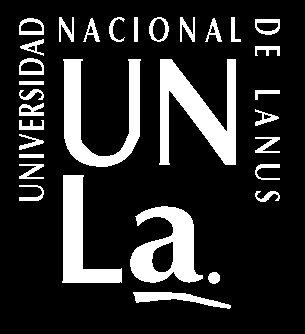 UNIVERSIDAD
NACIONAL
DE LANUS
UN
La.